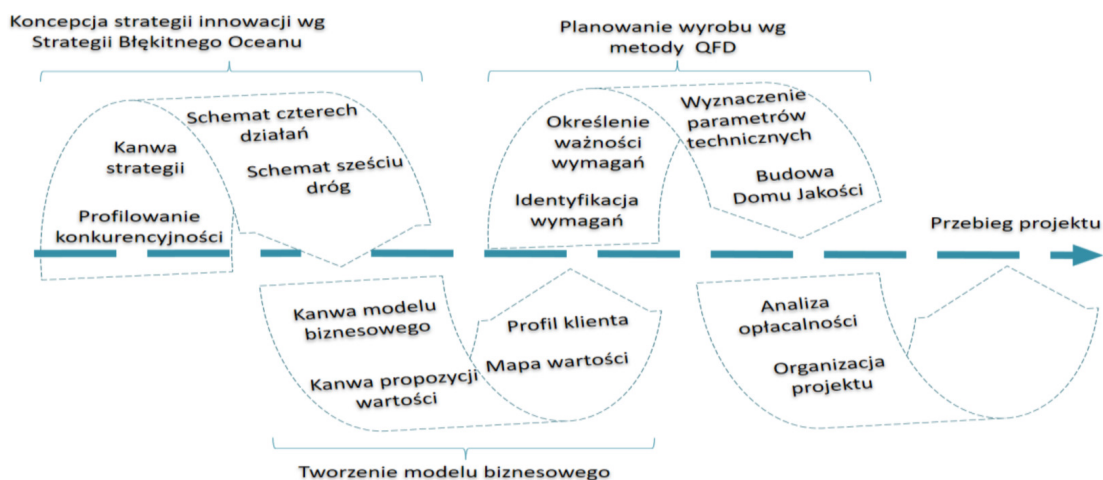 Koncepcja strategii innowacji wg
Strategii Błękitnego Oceanu
Kanwa
strategii
Profilowanie
konkurencyjności
Schemat czterech
działań
Schemat sześciu
dróg
Kanwa modelu
biznesowego
Kanwa propozycji
wartości
Profil klienta
Mapa wartości
Tworzenie modelu biznesowego
Planowanie wyrobu wg
metody QFD
Określenie
ważności
wymagań
Identyfikacja
wymagań
Wyznaczenie
parametrów
technicznych
Budowa
Domu Jakości
Analiza
opłacalności
Organizacja
projektu
Przebieg projektu